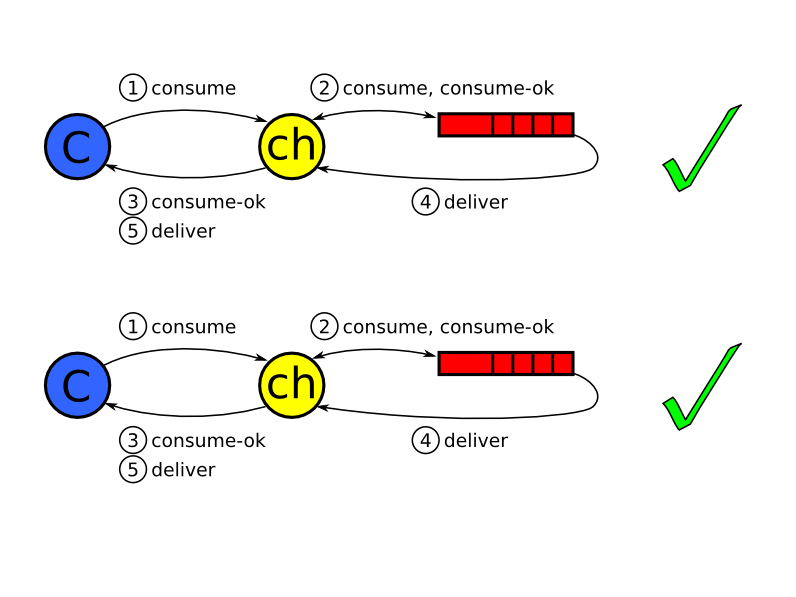 1 consume
2 consume, consume-ok
C
ch
3 consume-ok
4 deliver
5 deliver
1 consume
2 consume, consume-ok
C
ch
3 consume-ok
4 deliver
5 deliver